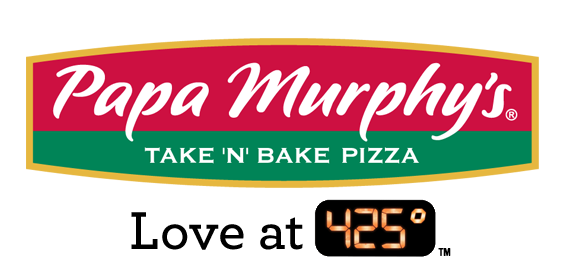 Papa Murphy's®
TAKE 'N' BAKE PIZZA
Love at 425° ™